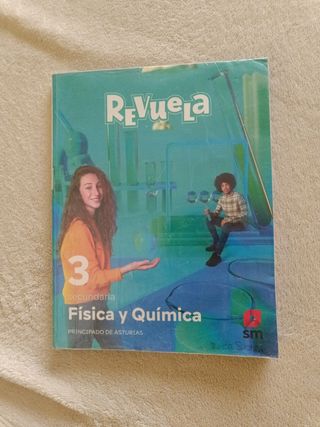 REVUELA
3
secundaria
Física y Química
PRINCIPADO DE ASTURIAS
sm